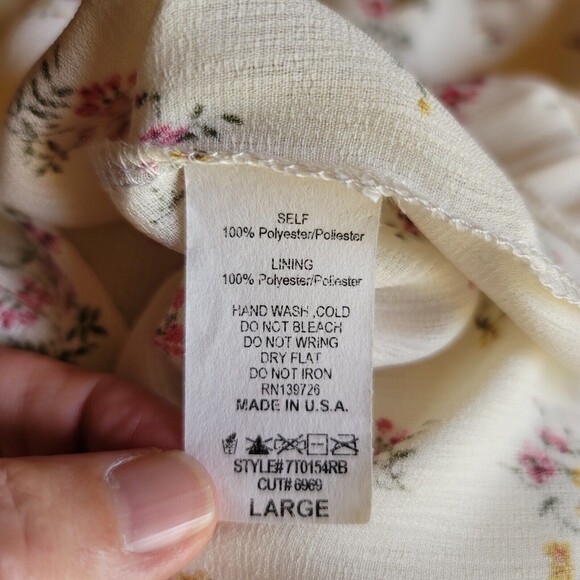 SELF
100% Polyester/Poliester
LINING
100% Polyester/Poliester
HAND WASH ,COLD
DO NOT BLEACH
DO NOT WRING
DRY FLAT
DO NOT IRON
RN139726
MADE IN U.S.A.
STYLE# 7T0154RB
CUT# 6969
LARGE